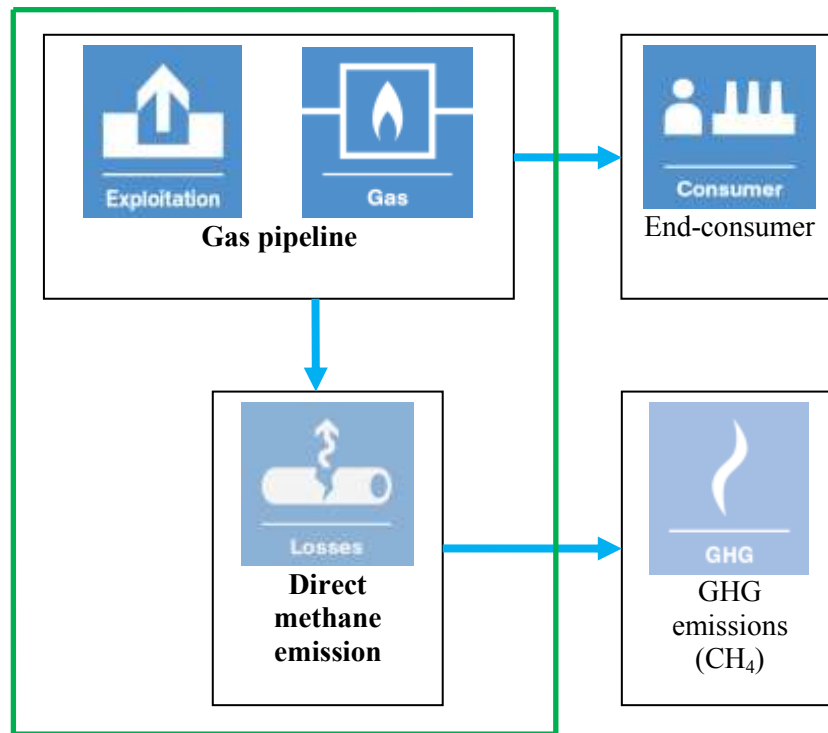 Exploitation
Gas
Gas pipeline
Consumer
End-consumer
Losses
Direct
methane
emission
GHG
GHG
emissions
(CH₄)